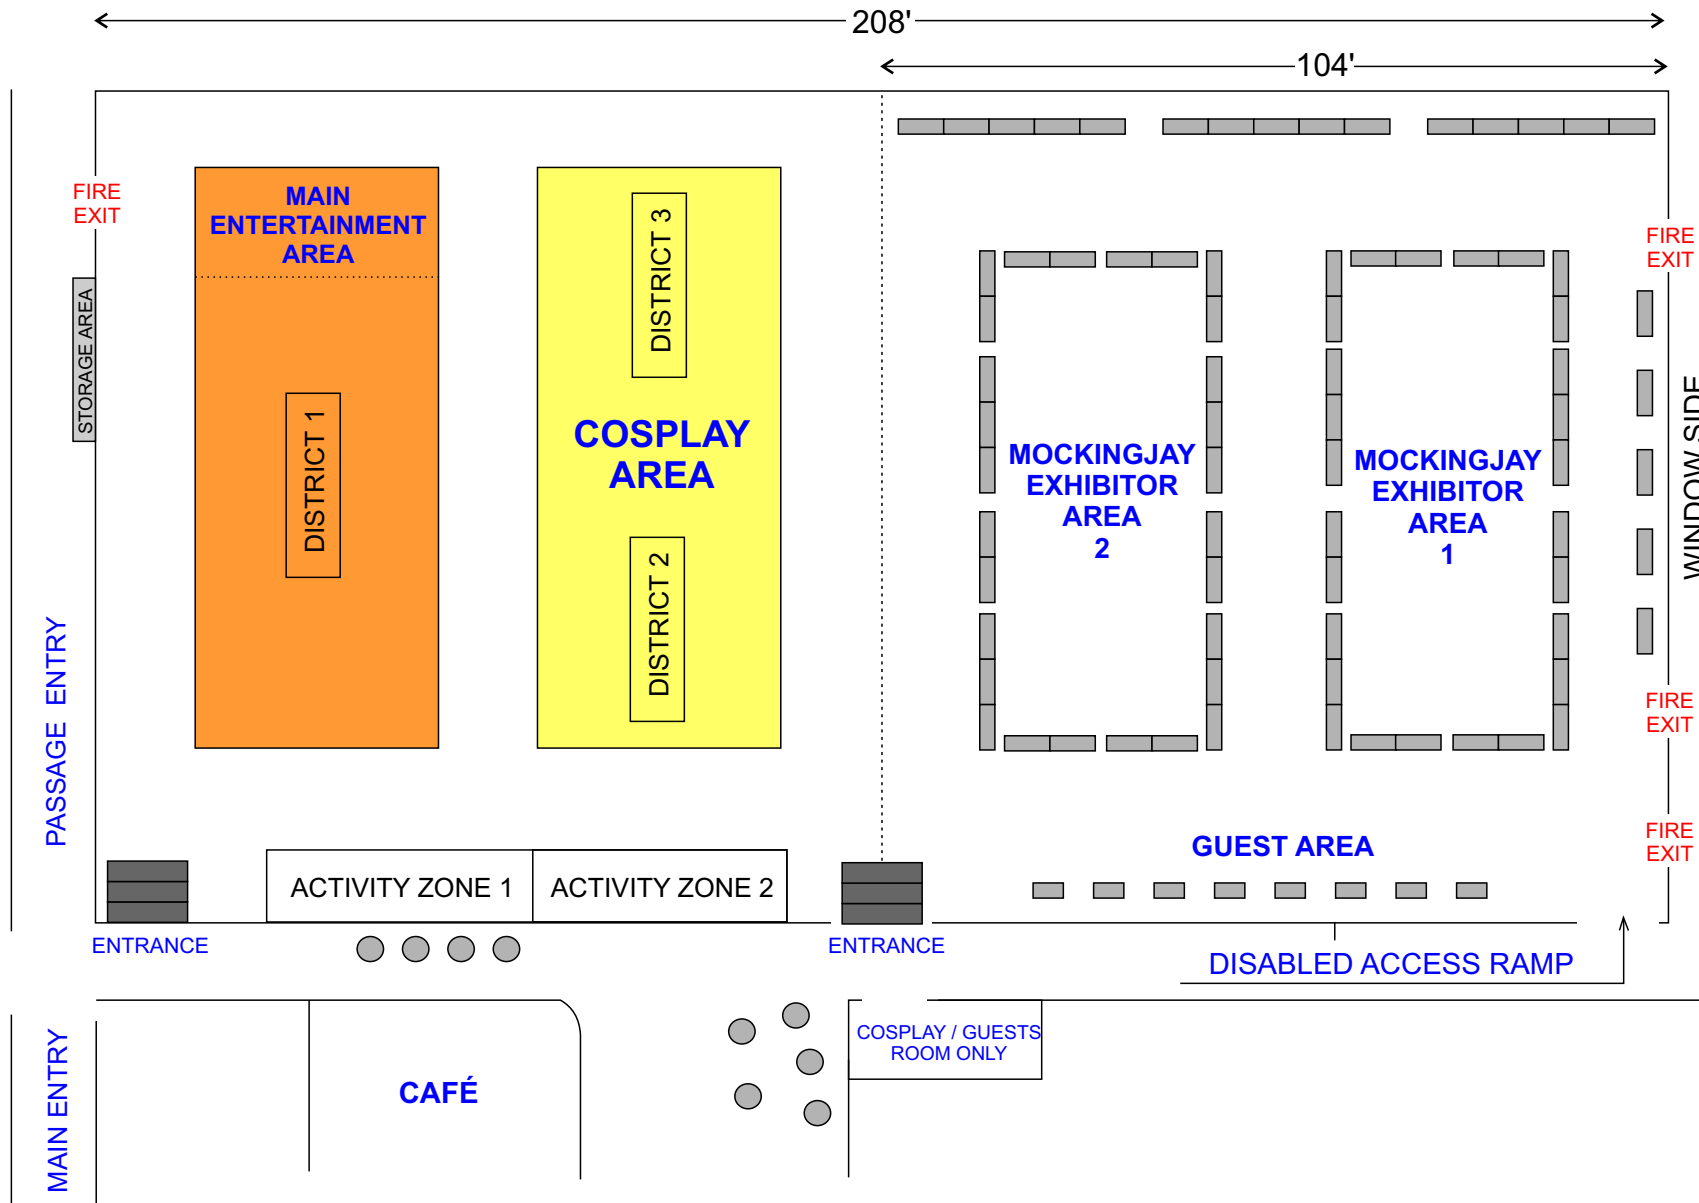 208'
104'
FIRE
EXIT
MAIN
ENTERTAINMENT
AREA
DISTRICT 3
FIRE
EXIT
STORAGE AREA
DISTRICT 1
COSPLAY
AREA
MOCKINGJAY
EXHIBITOR
AREA
2
MOCKINGJAY
EXHIBITOR
AREA
1
WINDOW SIDE
DISTRICT 2
PASSAGE ENTRY
FIRE
EXIT
GUEST AREA
FIRE
EXIT
ACTIVITY ZONE 1
ACTIVITY ZONE 2
ENTRANCE
ENTRANCE
DISABLED ACCESS RAMP
COSPLAY / GUESTS
ROOM ONLY
MAIN ENTRY
CAFÉ